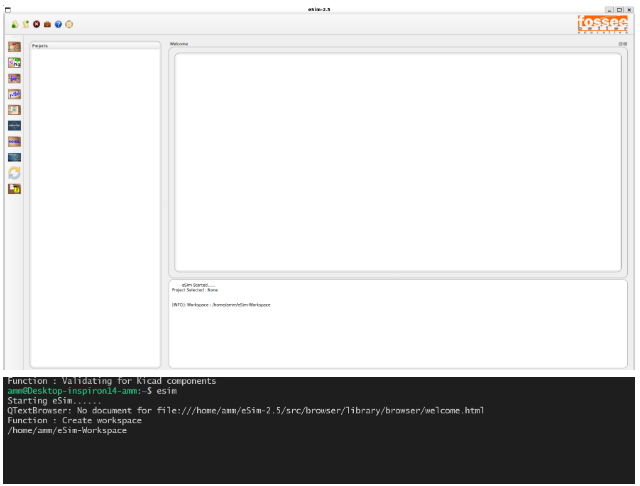 eSim-2.5
fossee
Projects
Welcome
eSim Started......
Project Selected : None
[INFO]: Workspace : /home/amm/eSim-Workspace
Function : Validating for Kicad components
amm@Desktop-inspiron14-amm:~$ esim
Starting eSim......
QTextBrowser: No document for file:///home/amm/eSim-2.5/src/browser/library/browser/welcome.html
Function : Create workspace
/home/amm/eSim-Workspace